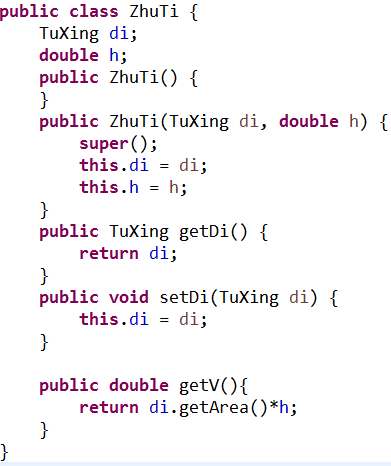 public class ZhuTi {
    TuXing di;
    double h;
    public ZhuTi() {
    }
    public ZhuTi(TuXing di, double h) {
        super();
        this.di = di;
        this.h = h;
    }
    public TuXing getDi() {
        return di;
    }
    public void setDi(TuXing di) {
        this.di = di;
    }

    public double getV(){
        return di.getArea()*h;
    }
}